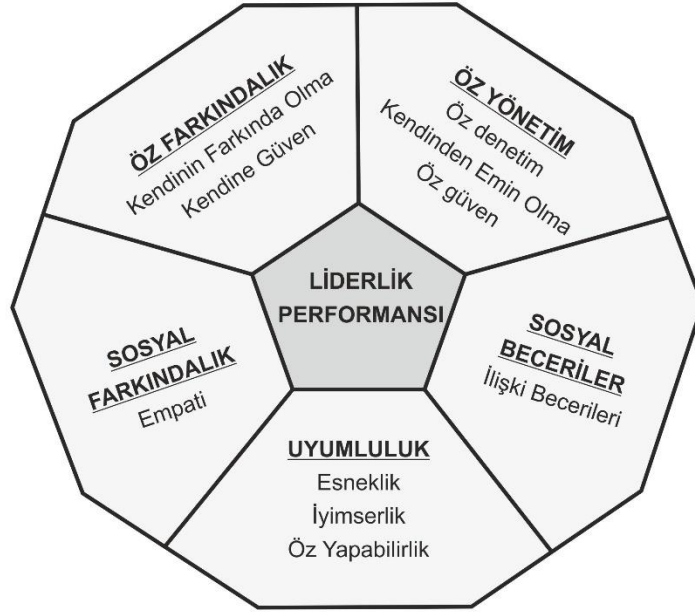 ÖZ FARKINDALIK
Kendinin Farkında Olma
Kendine Güven
ÖZ YÖNETİM
Öz denetim
Kendinden Emin Olma
Öz güven
LİDERLİK
PERFORMANSI
SOSYAL
FARKINDALIK
Empati
SOSYAL
BECERİLER
İlişki Becerileri
UYUMLULUK
Esneklik
İyimserlik
Öz Yapabilirlik